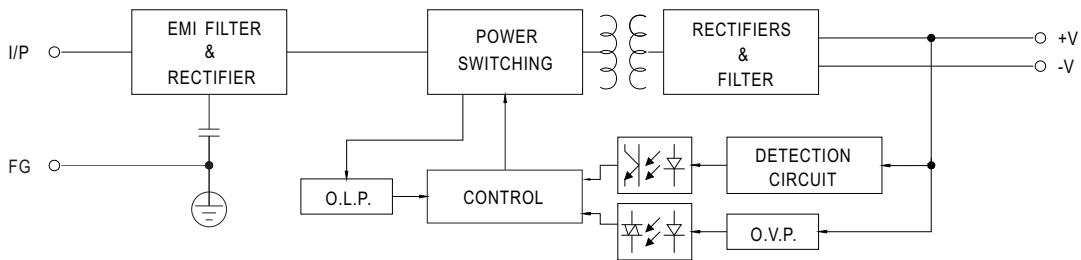 I/P
EMI FILTER
&
RECTIFIER
POWER
SWITCHING
RECTIFIERS
&
FILTER
+V
-V
FG
O.L.P.
CONTROL
DETECTION
CIRCUIT
O.V.P.